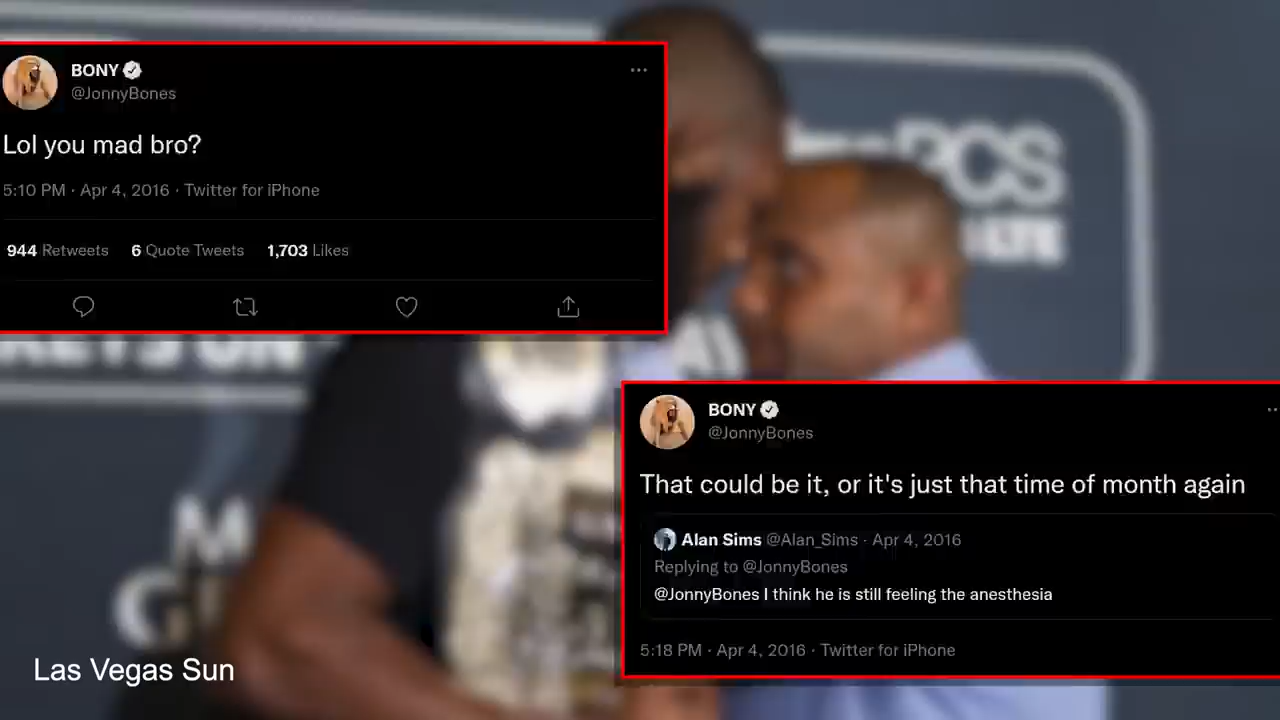 BONY
@JonnyBones
Lol you mad bro?
5:10 PM · Apr 4, 2016 · Twitter for iPhone
944 Retweets 6 Quote Tweets 1,703 Likes
PCS
BONY
@JonnyBones
That could be it, or it's just that time of month again
Alan Sims @Alan_Sims · Apr 4, 2016
Replying to @JonnyBones
@JonnyBones I think he is still feeling the anesthesia
5:18 PM · Apr 4, 2016 · Twitter for iPhone
Las Vegas Sun